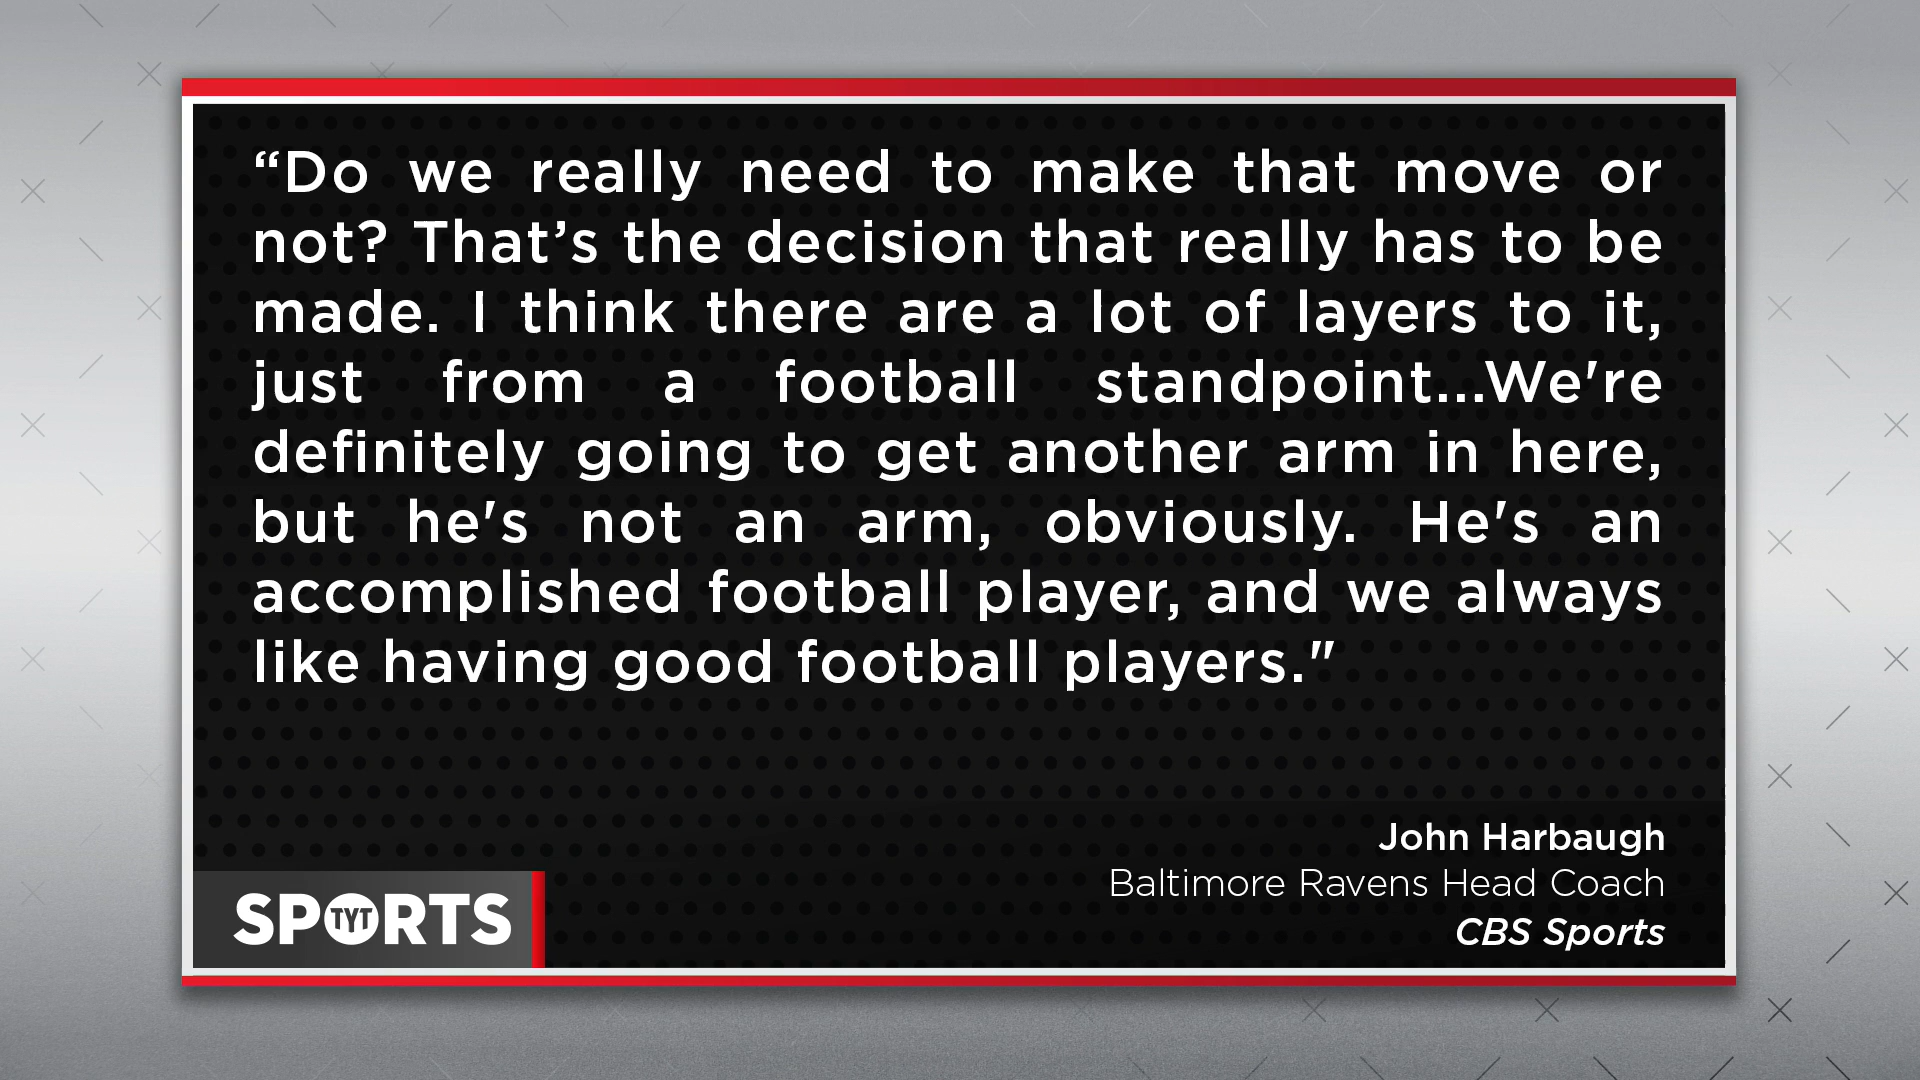 “Do we really need to make that move or
not? That’s the decision that really has to be
made. I think there are a lot of layers to it,
just from a football standpoint...We're
definitely going to get another arm in here,
but he's not an arm, obviously. He's an
accomplished football player, and we always
like having good football players."
John Harbaugh
Baltimore Ravens Head Coach
CBS Sports
SPORTS
TYT